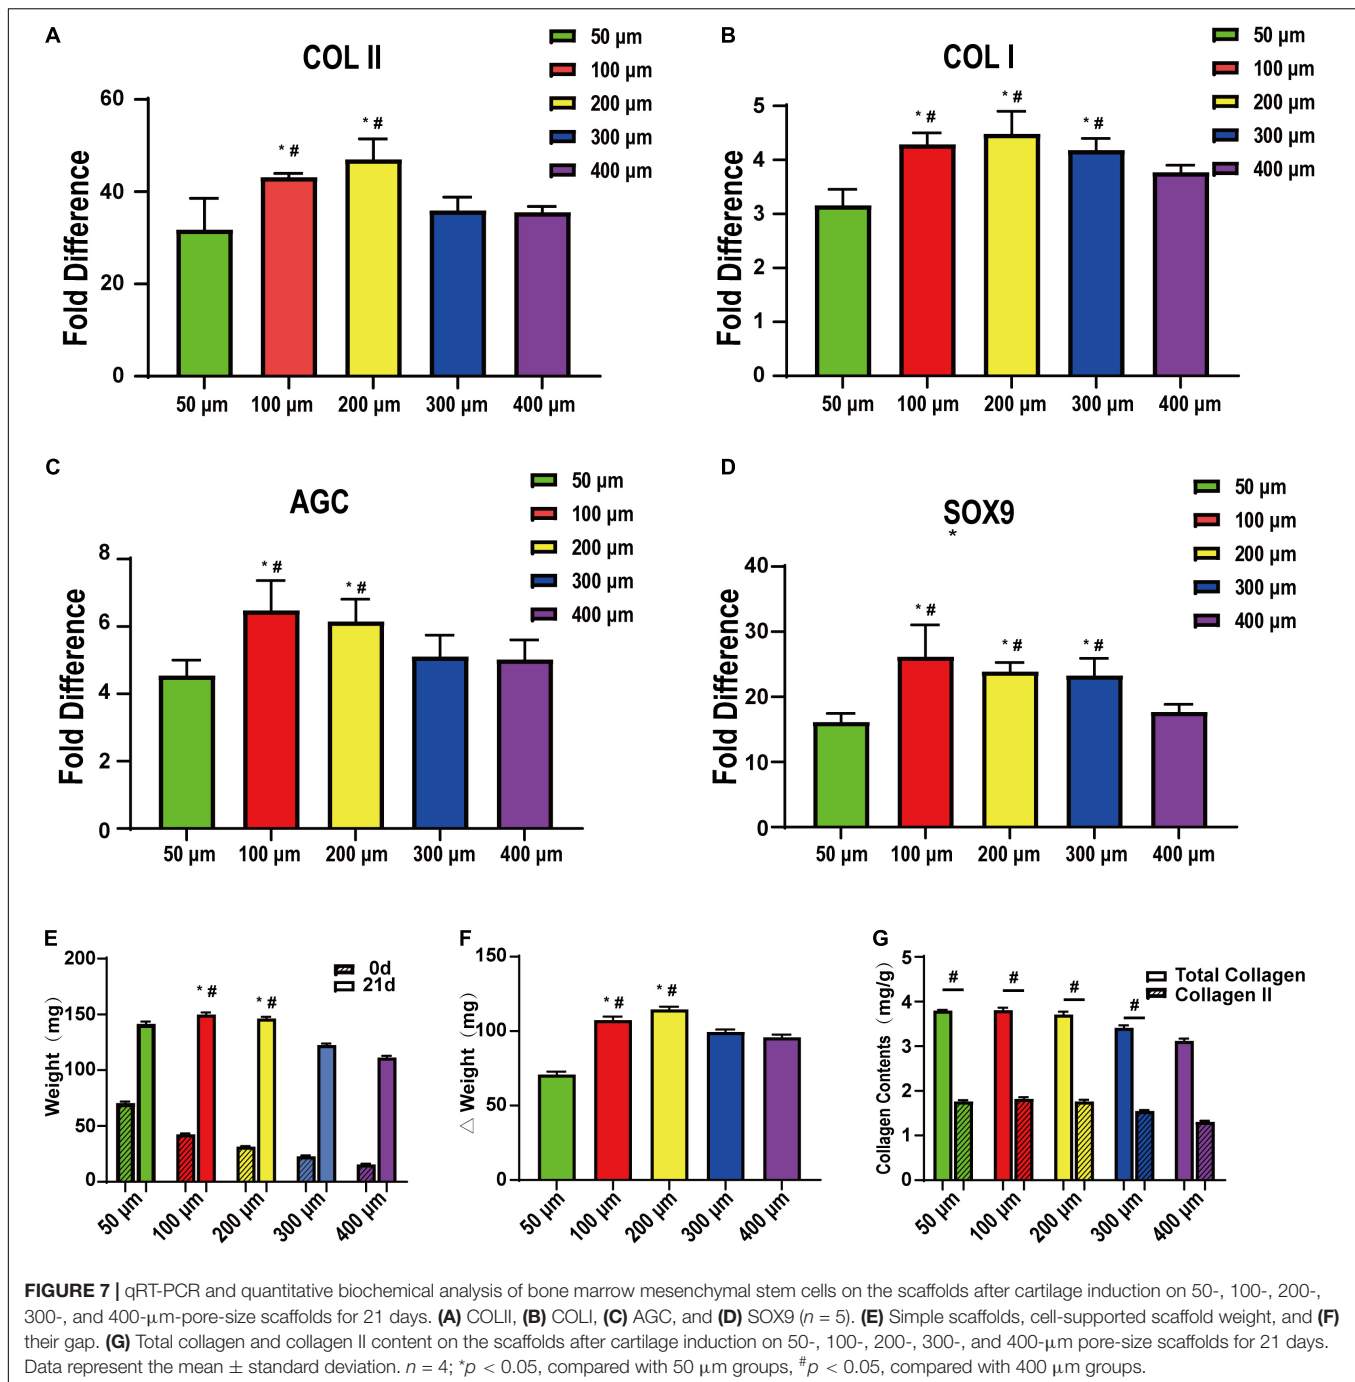 A
COL II
50 µm
100 µm
200 µm
300 µm
400 µm
Fold Difference
60
40
20
0
* #
* #
50 µm 100 µm 200 µm 300 µm 400 µm
B
COL I
50 µm
100 µm
200 µm
300 µm
400 µm
Fold Difference
5
4
3
2
1
0
* #
* #
* #
50 µm 100 µm 200 µm 300 µm 400 µm
C
AGC
50 µm
100 µm
200 µm
300 µm
400 µm
Fold Difference
8
6
4
2
0
* #
* #
50 µm 100 µm 200 µm 300 µm 400 µm
D
SOX9
*
50 µm
100 µm
200 µm
300 µm
400 µm
Fold Difference
40
30
20
10
0
* #
* #
* #
50 µm 100 µm 200 µm 300 µm 400 µm
E
0d
21d
Weight（mg）
200
150
100
50
0
* #
* #
50 µm 100 µm 200 µm 300 µm 400 µm
F
△ Weight（mg）
150
100
50
0
* #
* #
50 µm 100 µm 200 µm 300 µm 400 µm
G
Total Collagen
Collagen II
Collagen Contents（mg/g）
5
4
3
2
1
0
#
#
#
#
50 µm 100 µm 200 µm 300 µm 400 µm
FIGURE 7 | qRT-PCR and quantitative biochemical analysis of bone marrow mesenchymal stem cells on the scaffolds after cartilage induction on 50-, 100-, 200-,
300-, and 400-µm-pore-size scaffolds for 21 days. (A) COLII, (B) COLI, (C) AGC, and (D) SOX9 (n = 5). (E) Simple scaffolds, cell-supported scaffold weight, and (F)
their gap. (G) Total collagen and collagen II content on the scaffolds after cartilage induction on 50-, 100-, 200-, 300-, and 400-µm pore-size scaffolds for 21 days.
Data represent the mean ± standard deviation. n = 4; *p < 0.05, compared with 50 µm groups, #p < 0.05, compared with 400 µm groups.